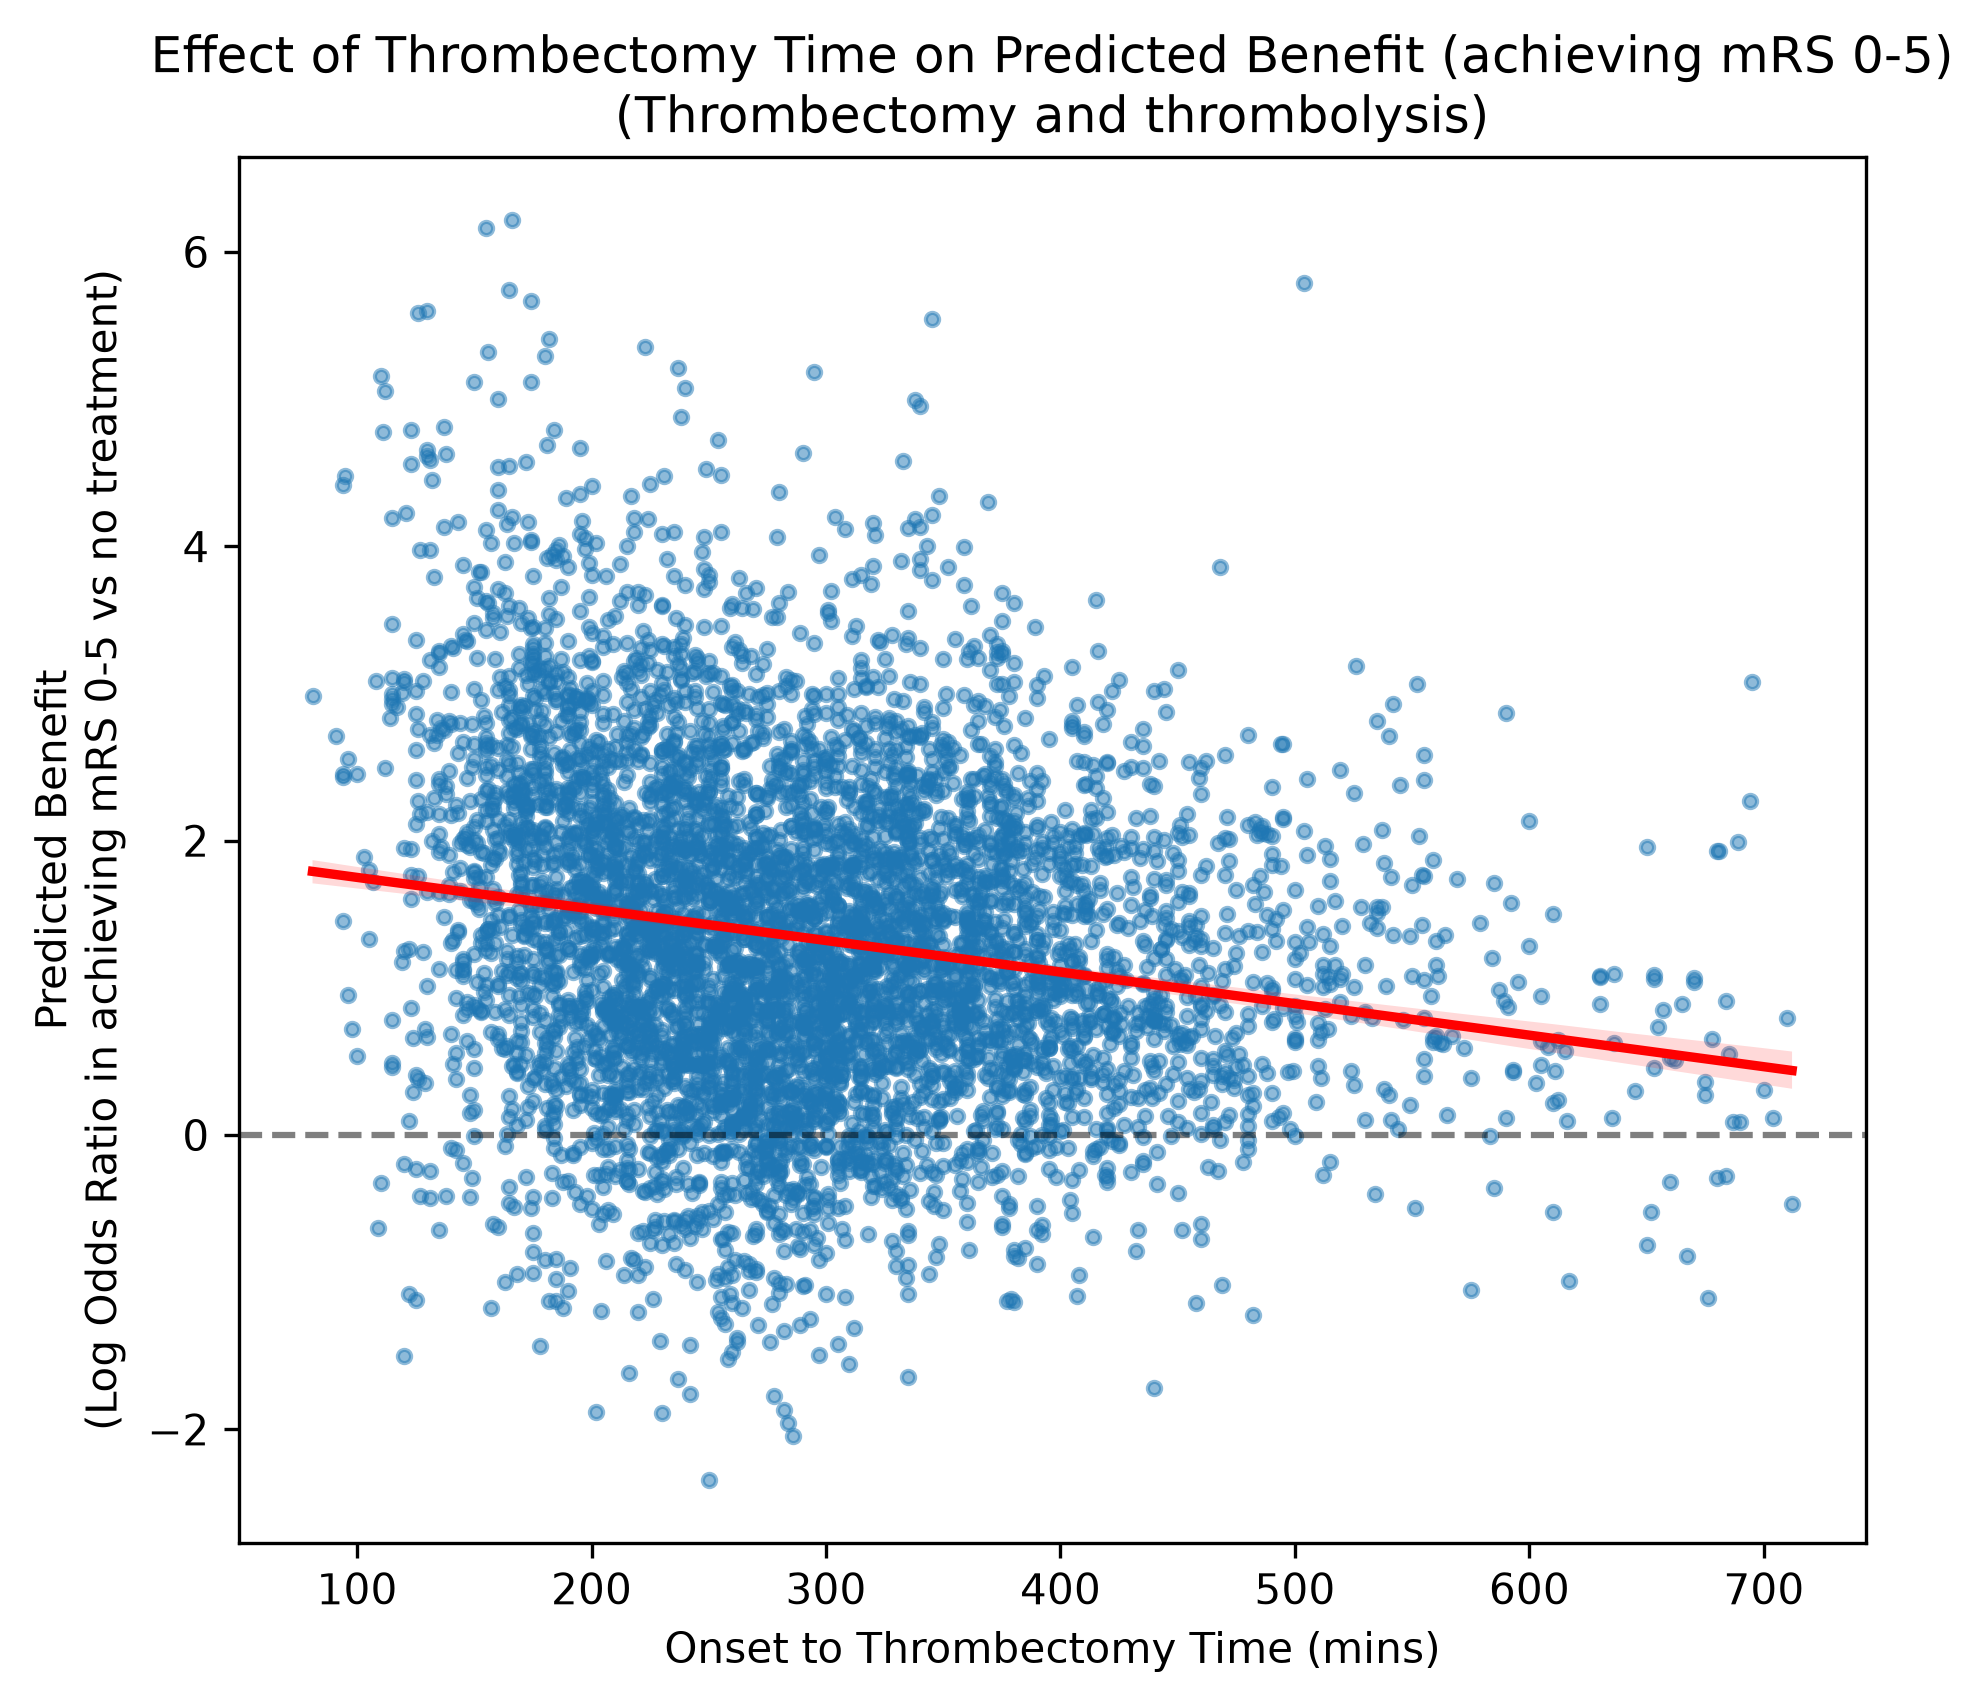 Effect of Thrombectomy Time on Predicted Benefit (achieving mRS 0-5)
(Thrombectomy and thrombolysis)
Predicted Benefit
(Log Odds Ratio in achieving mRS 0-5 vs no treatment)
6
4
2
0
−2
100 200 300 400 500 600 700
Onset to Thrombectomy Time (mins)